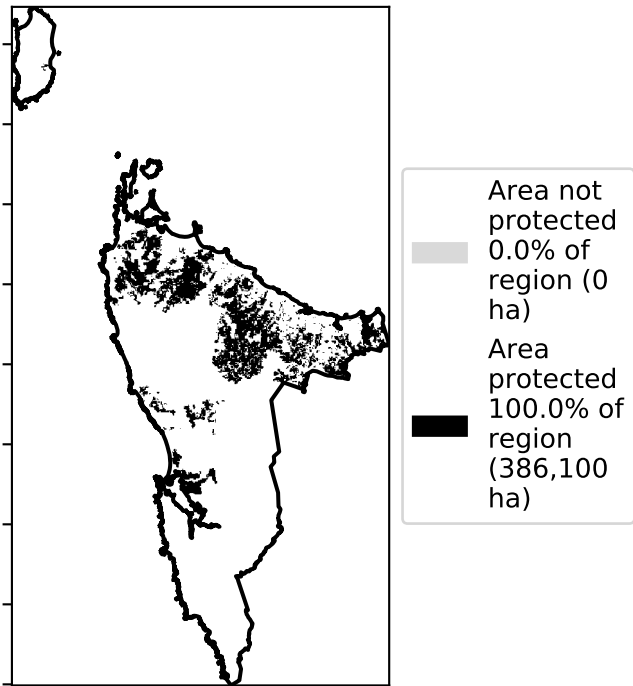 Area not
protected
0.0% of
region (0
ha)
Area
protected
100.0% of
region
(386,100
ha)